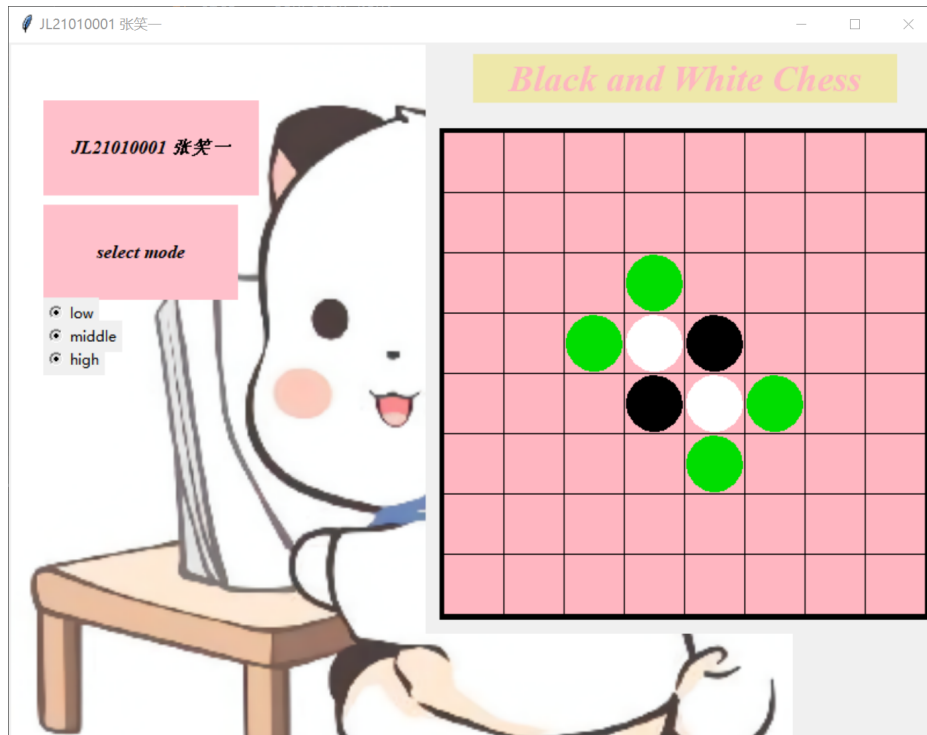 JL21010001 张笑一
Black and White Chess
JL21010001 张笑一
select mode
low
middle
high